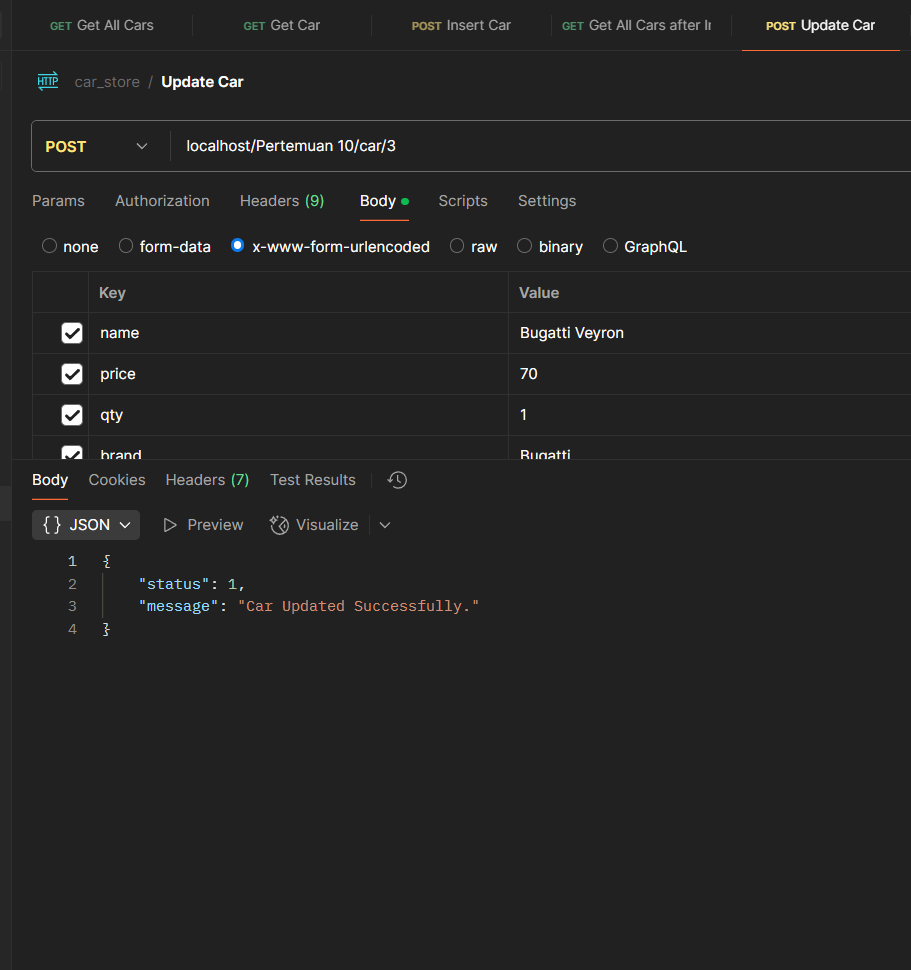 GET Get All Cars GET Get Car POST Insert Car GET Get All Cars after Ir POST Update Car
HTTP car_store / Update Car
POST localhost/Pertemuan 10/car/3
Params Authorization Headers (9) Body Scripts Settings
none form-data x-www-form-urlencoded raw binary GraphQL
Key Value
name Bugatti Veyron
price 70
qty 1
brand Bugatti
Body Cookies Headers (7) Test Results
{} JSON Preview Visualize
1 {
2 "status": 1,
3 "message": "Car Updated Successfully."
4 }